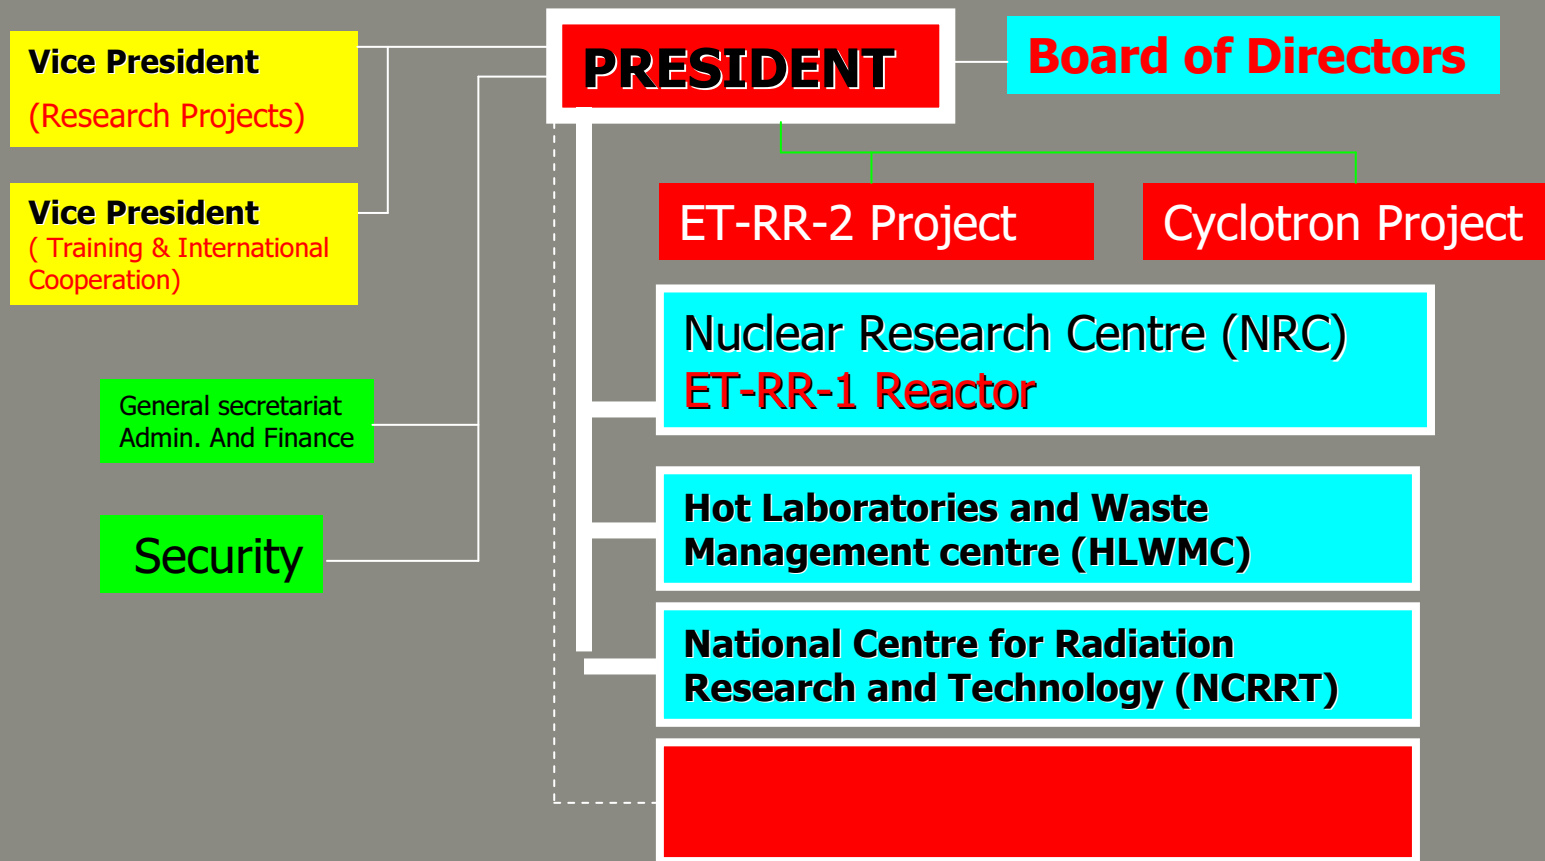 Vice President
(Research Projects)
PRESIDENT
Board of Directors
Vice President
( Training & International
Cooperation)
ET-RR-2 Project
Cyclotron Project
Nuclear Research Centre (NRC)
ET-RR-1 Reactor
General secretariat
Admin. And Finance
Hot Laboratories and Waste
Management centre (HLWMC)
Security
National Centre for Radiation
Research and Technology (NCRRT)